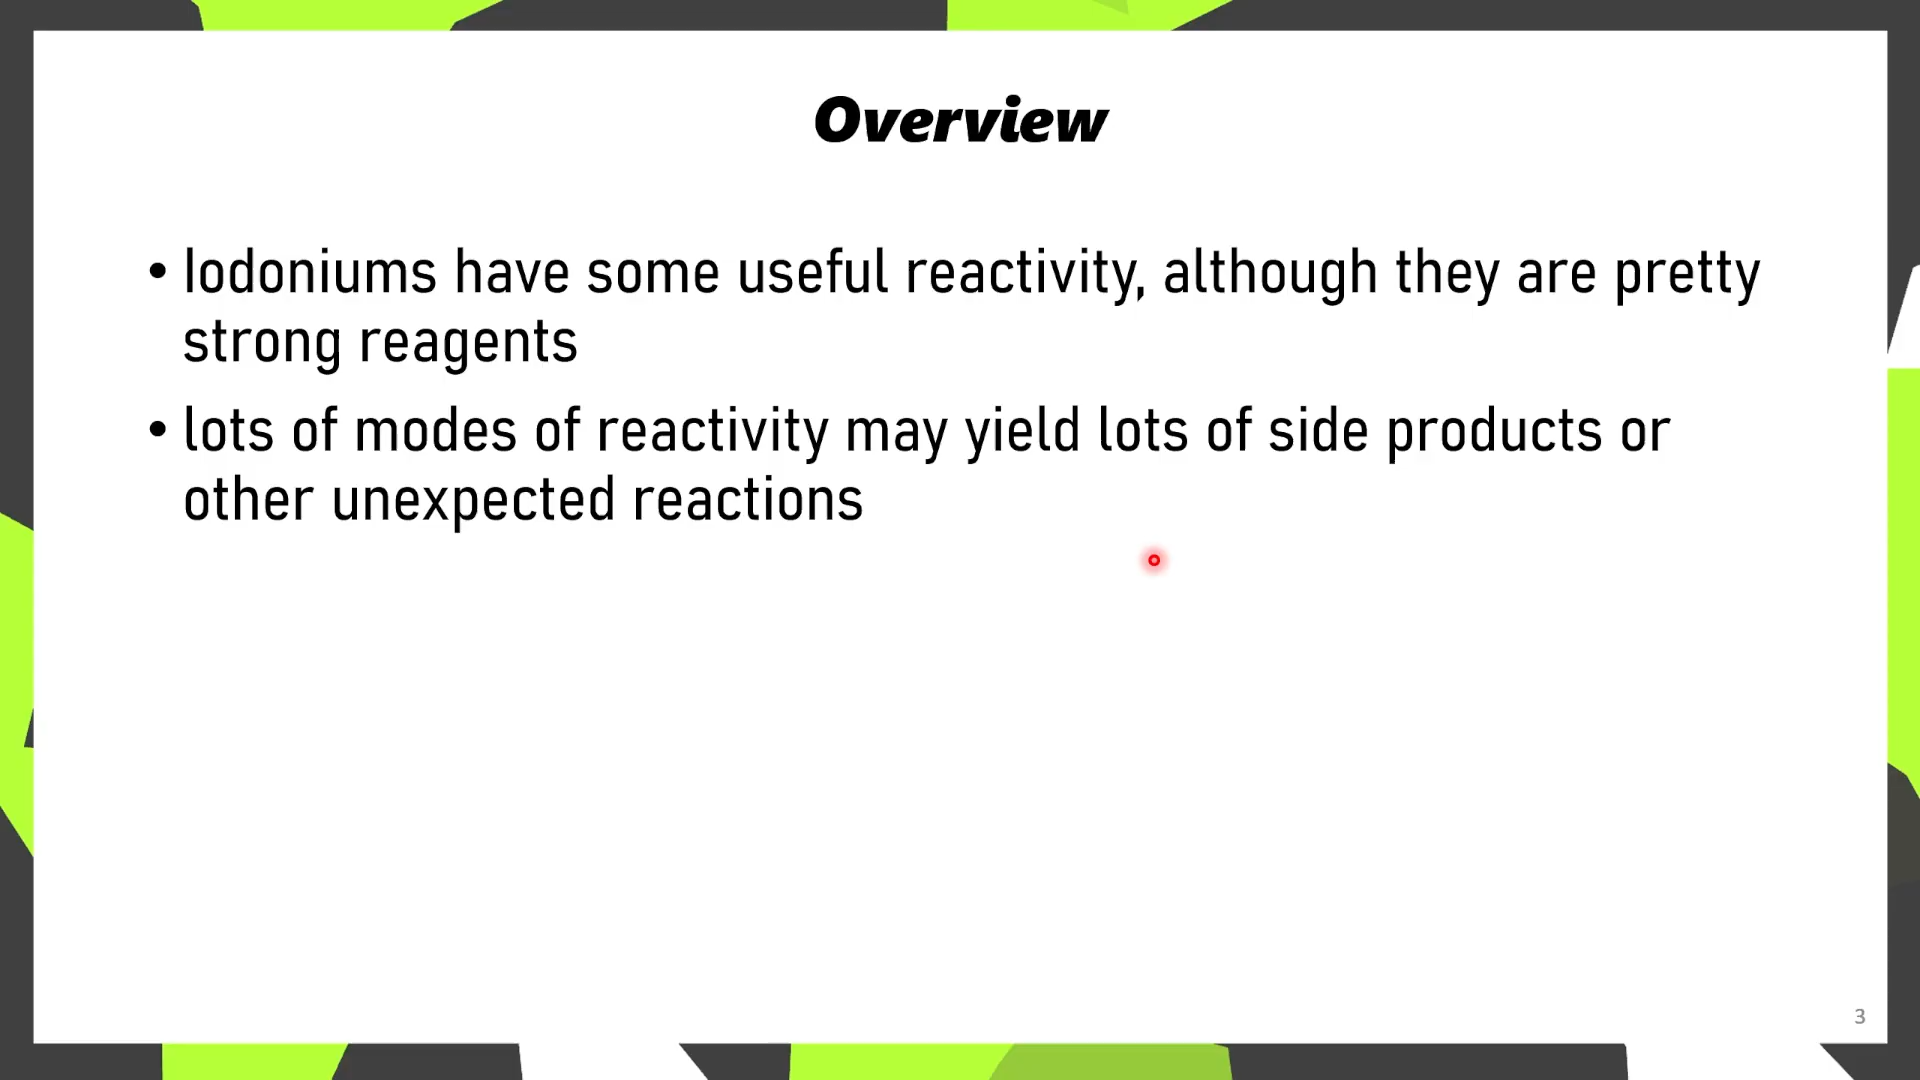 Overview
• Iodoniums have some useful reactivity, although they are pretty
strong reagents
• lots of modes of reactivity may yield lots of side products or
other unexpected reactions
3